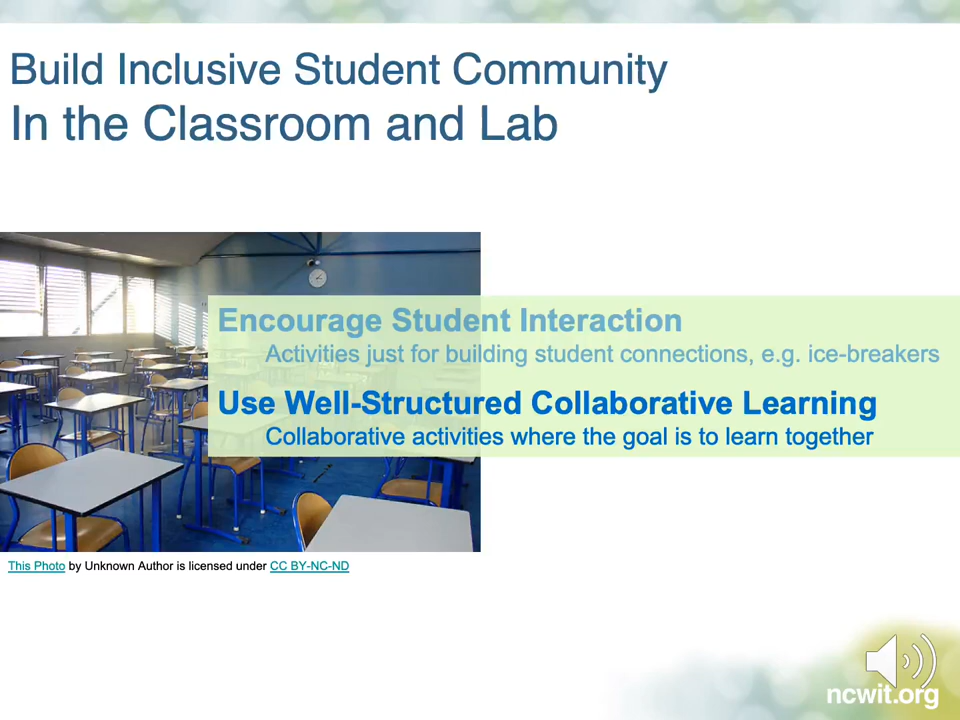 Build Inclusive Student Community
In the Classroom and Lab
Encourage Student Interaction
Activities just for building student connections, e.g. ice-breakers
Use Well-Structured Collaborative Learning
Collaborative activities where the goal is to learn together
This Photo by Unknown Author is licensed under CC BY-NC-ND
ncwit.org